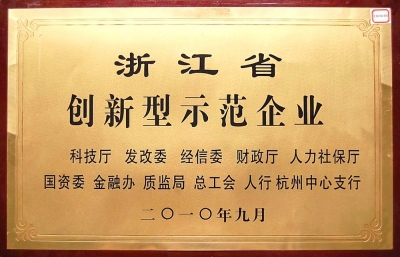 浙江省
创新型示范企业
科技厅 发改委 经信委 财政厅 人力社保厅
国资委 金融办 质监局 总工会 人行杭州中心支行
二〇一〇年九月